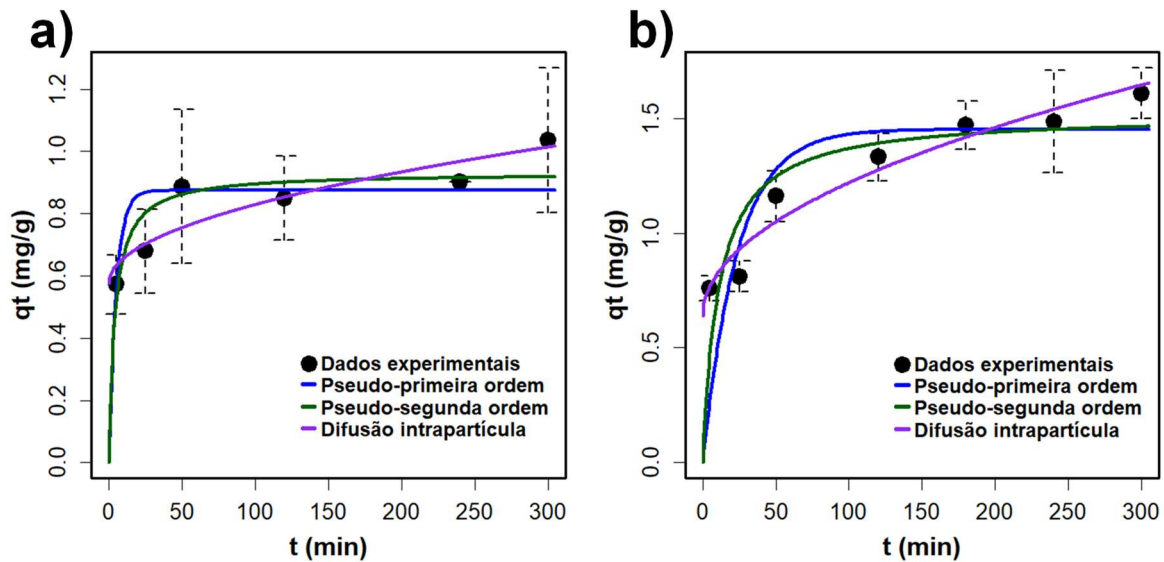 a)
qt (mg/g)
1.2
1.0
0.8
0.6
0.4
0.2
0.0
Dados experimentais
Pseudo-primeira ordem
Pseudo-segunda ordem
Difusão intrapartícula
0 50 100 150 200 250 300
t (min)
b)
qt (mg/g)
1.5
1.0
0.5
0.0
Dados experimentais
Pseudo-primeira ordem
Pseudo-segunda ordem
Difusão intrapartícula
0 50 100 150 200 250 300
t (min)